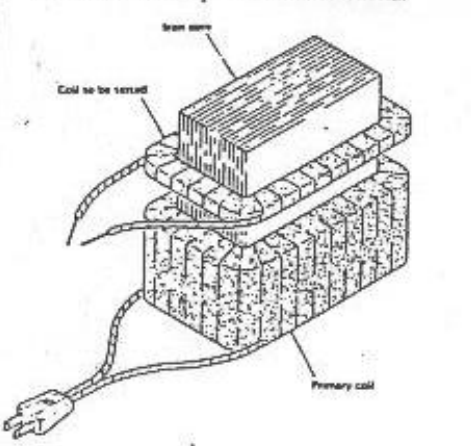 Iron core
Coil to be tested
Primary coil